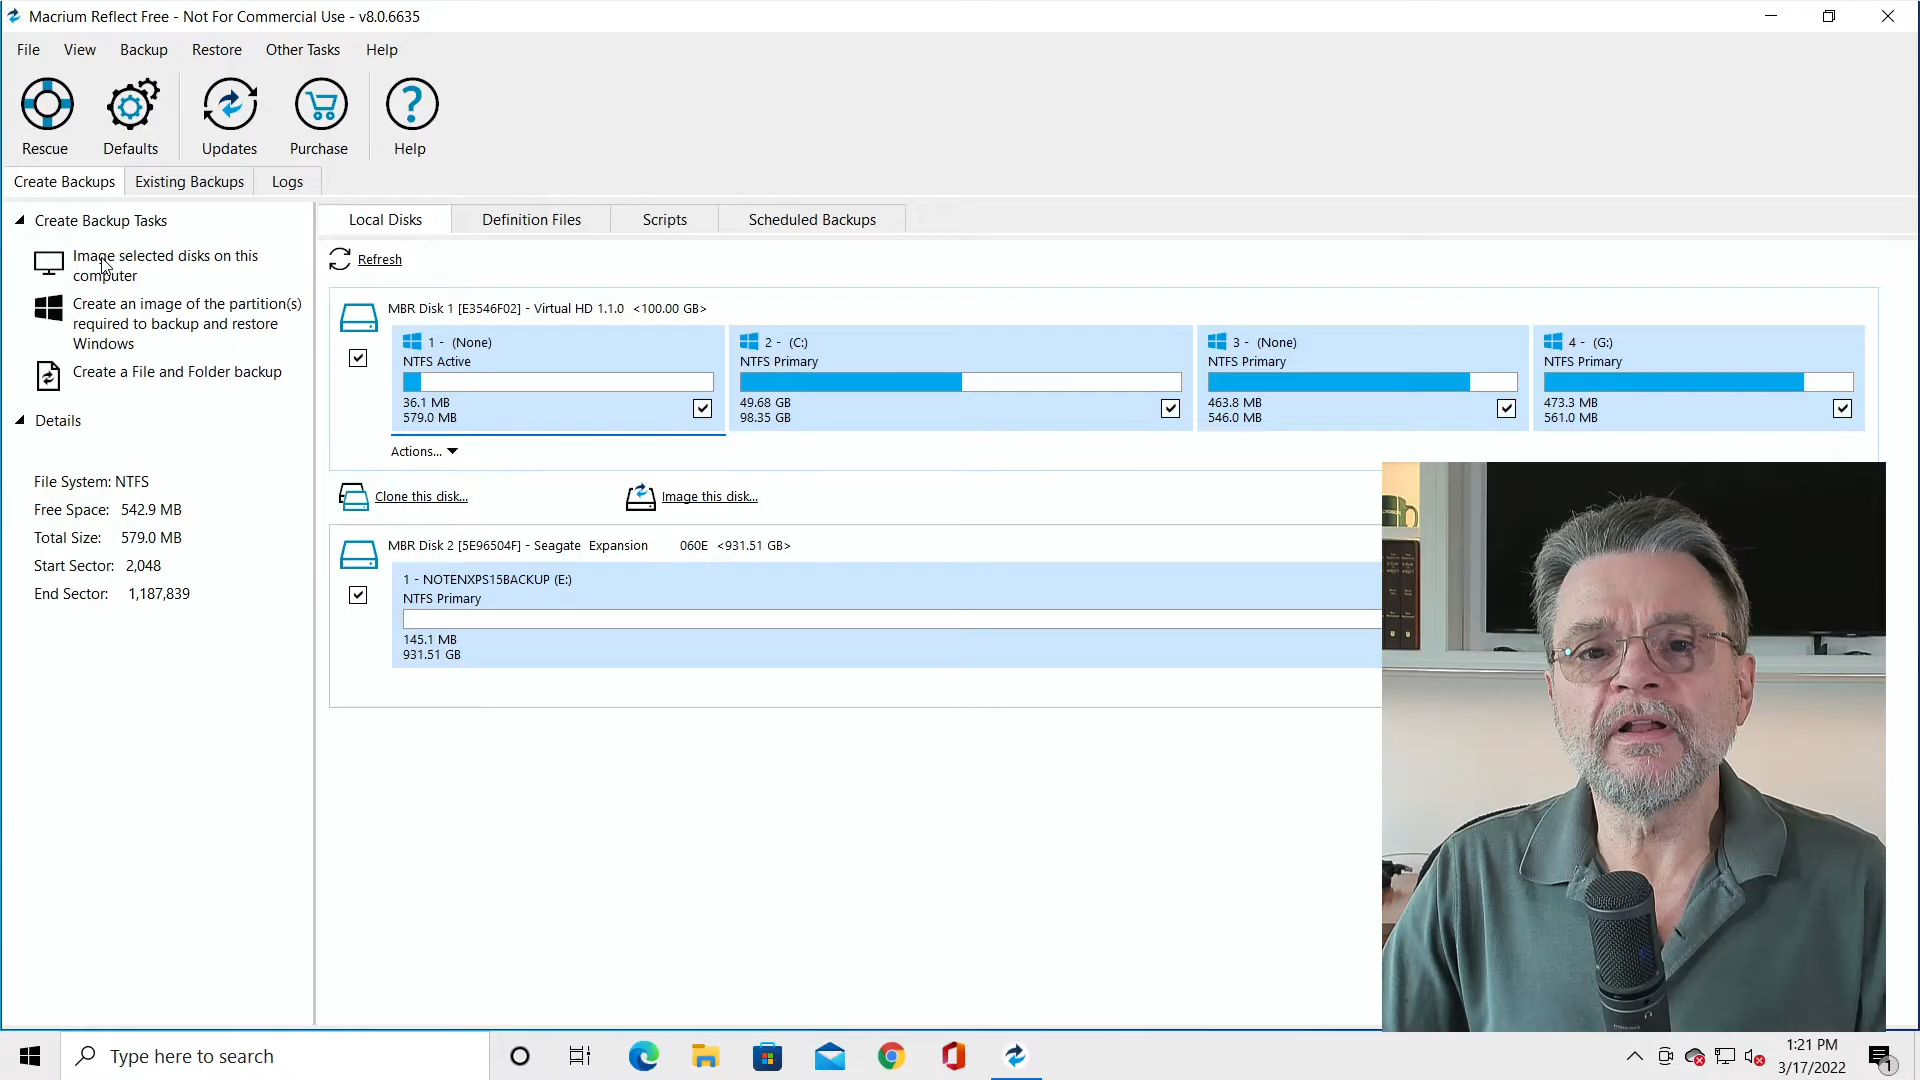 Macrium Reflect Free - Not For Commercial Use - v8.0.6635
File View Backup Restore Other Tasks Help
Rescue Defaults Updates Purchase Help
Create Backups Existing Backups Logs
Create Backup Tasks
Image selected disks on this
computer
Create an image of the partition(s)
required to backup and restore
Windows
Create a File and Folder backup
Details
File System: NTFS
Free Space: 542.9 MB
Total Size: 579.0 MB
Start Sector: 2,048
End Sector: 1,187,839
Local Disks Definition Files Scripts Scheduled Backups
Refresh
MBR Disk 1 [E3546F02] - Virtual HD 1.1.0 <100.00 GB>
1 - (None)
NTFS Active
36.1 MB
579.0 MB
2 - (C:)
NTFS Primary
49.68 GB
98.35 GB
3 - (None)
NTFS Primary
463.8 MB
546.0 MB
4 - (G:)
NTFS Primary
473.3 MB
561.0 MB
Actions...
Clone this disk... Image this disk...
MBR Disk 2 [5E96504F] - Seagate Expansion 060E <931.51 GB>
1 - NOTENXPS15BACKUP (E:)
NTFS Primary
145.1 MB
931.51 GB
Type here to search
1:21 PM
3/17/2022
1